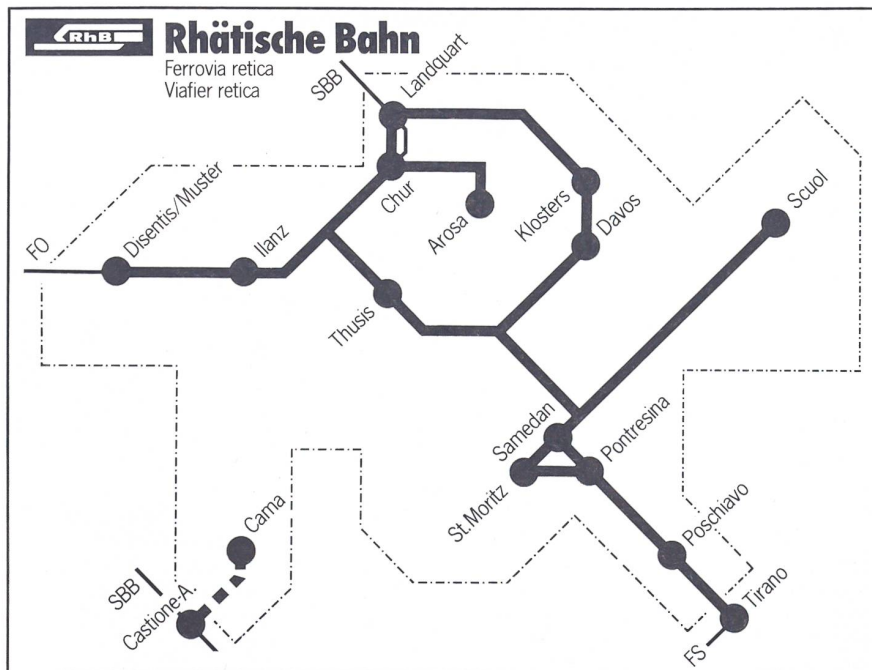 RhB
Rhätische Bahn
Ferrovia retica
Viafier retica
SBB
Landquart
Chur
Arosa
Klosters
Davos
Scuol
FO
Disentis/Muster
Ilanz
Thusis
Samedan
Pontresina
St.Moritz
Poschiavo
Tirano
FS
Cama
SBB
Castione-A.